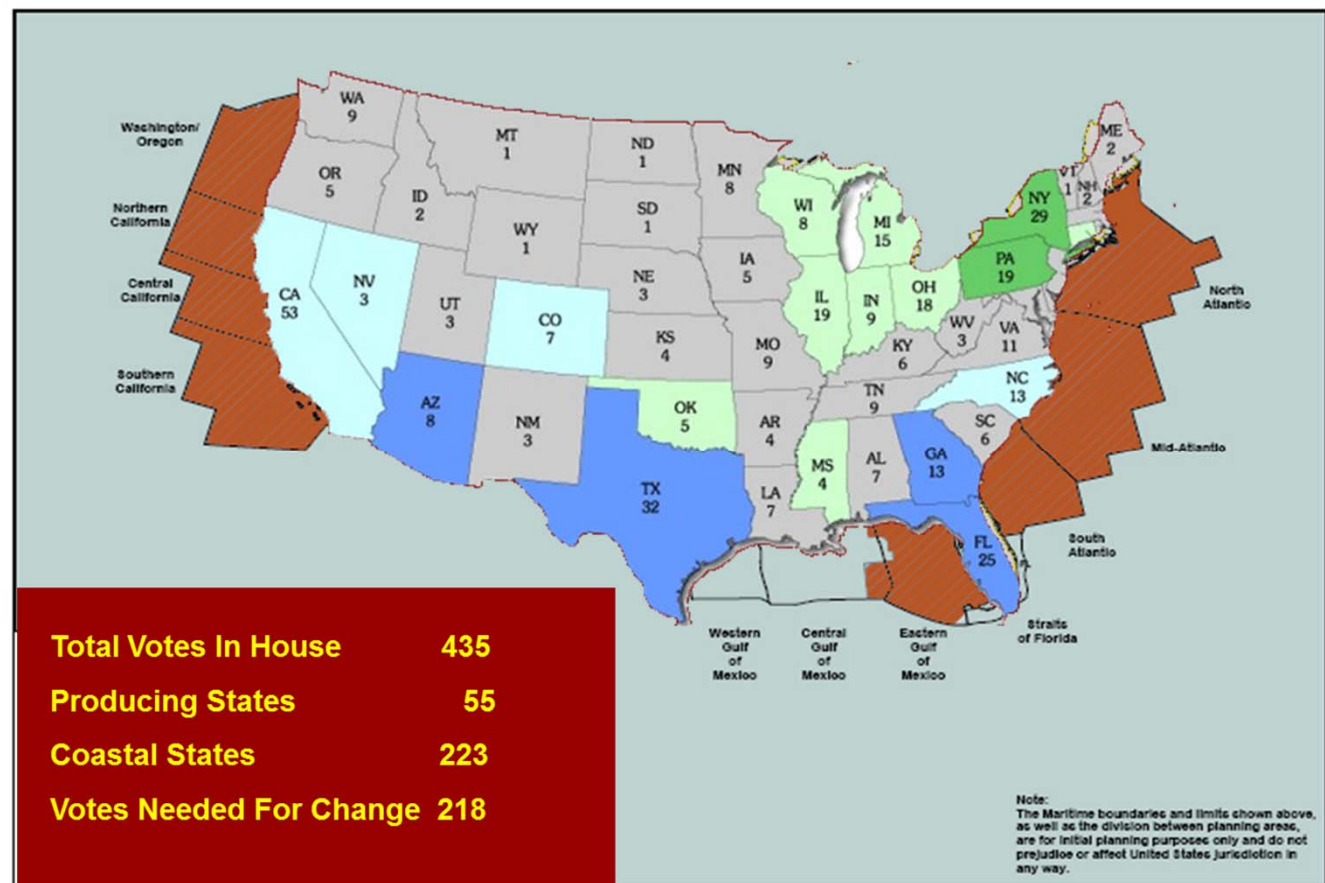 WA
9
MT
1
ND
1
MN
8
ME
2
VT
1
NH
2
Washington/
Oregon
OR
5
ID
2
WY
1
SD
1
WI
8
MI
15
NY
29
Northern
California
IA
5
PA
19
Central
California
CA
53
NV
3
UT
3
CO
7
NE
3
IL
19
IN
9
OH
18
North
Atlantic
KS
4
MO
9
KY
6
WV
3
VA
11
Southern
California
AZ
8
NM
3
OK
5
AR
4
TN
9
NC
13
SC
6
Mid-Atlantic
TX
32
LA
7
MS
4
AL
7
GA
13
FL
25
South
Atlantic
Straits
of Florida
Western
Gulf
of
Mexico
Central
Gulf
of
Mexico
Eastern
Gulf
of
Mexico
Total Votes In House 435
Producing States 55
Coastal States 223
Votes Needed For Change 218
Note:
The Maritime boundaries and limits shown above,
as well as the division between planning areas,
are for initial planning purposes only and do not
prejudice or affect United States jurisdiction in
any way.